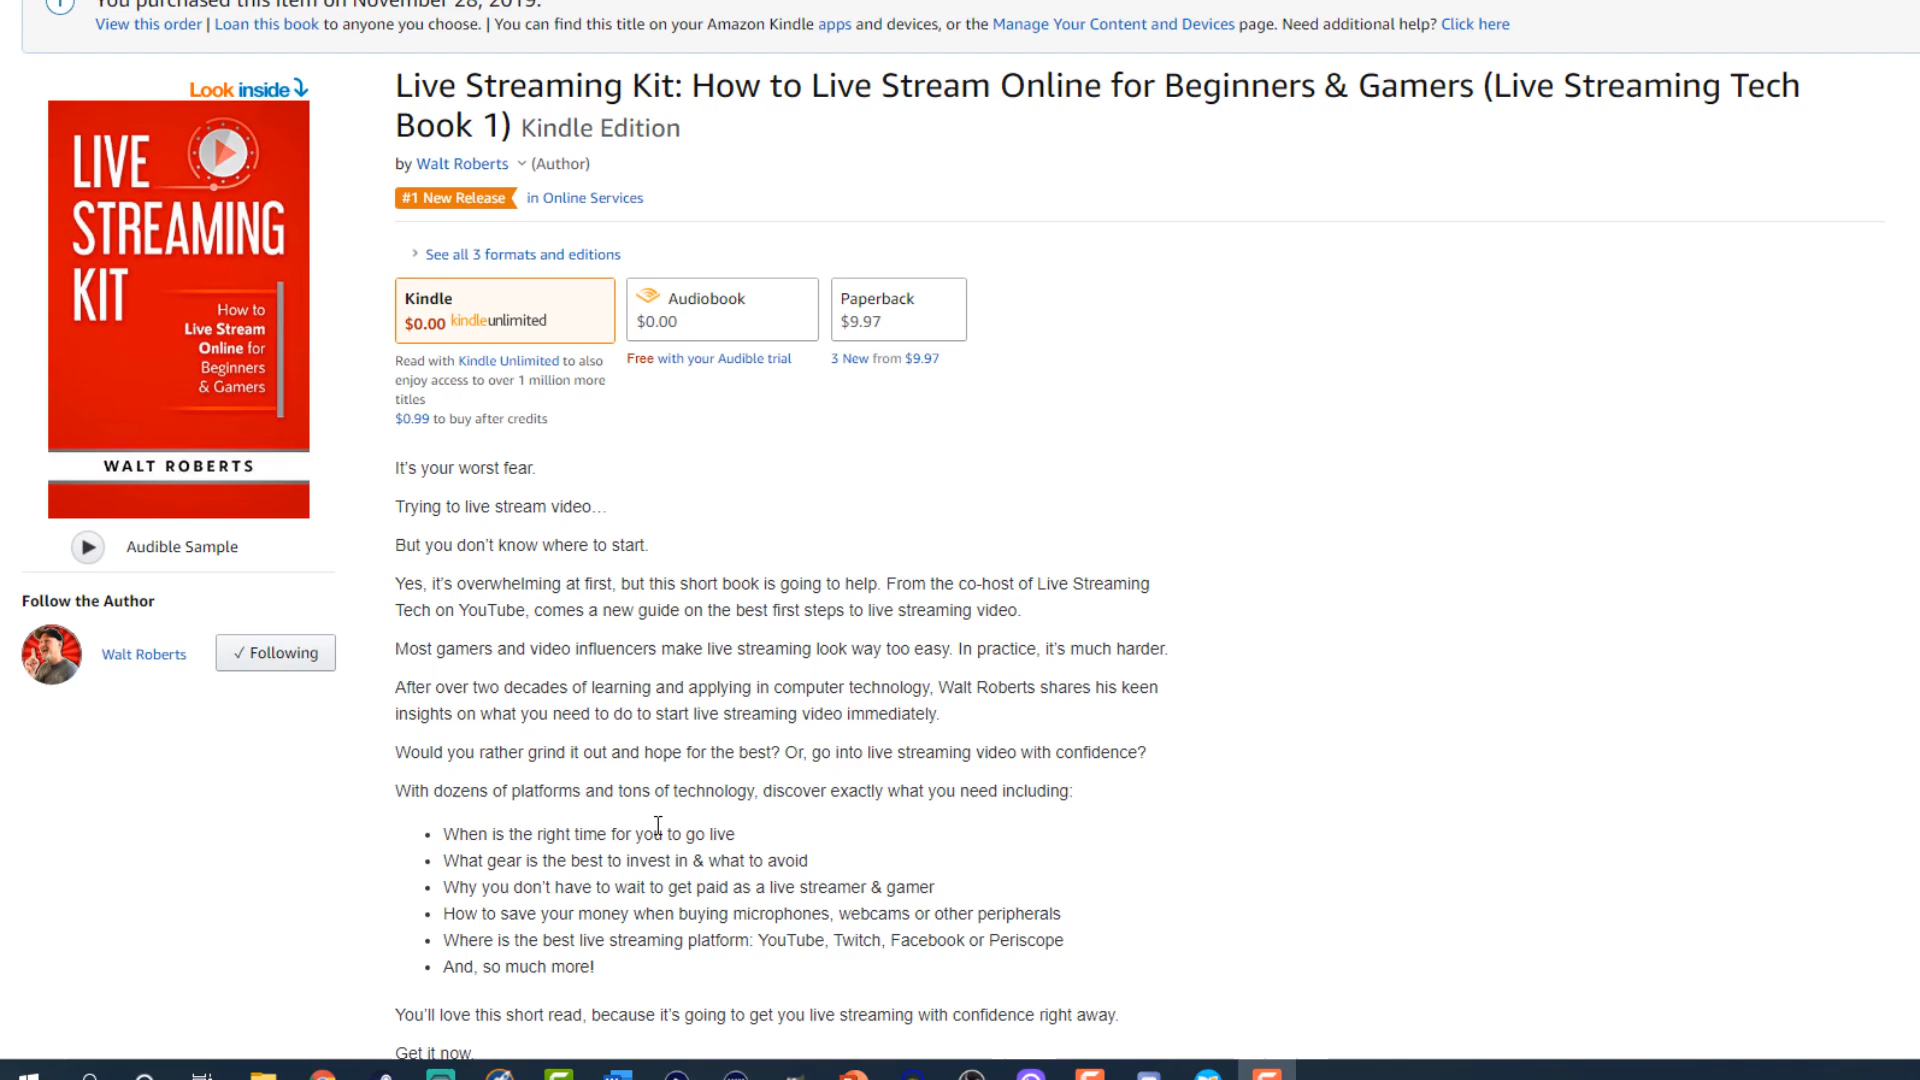 You purchased this item on November 28, 2019.
View this order | Loan this book to anyone you choose. | You can find this title on your Amazon Kindle apps and devices, or the Manage Your Content and Devices page. Need additional help? Click here
Look inside
LIVE
STREAMING
KIT
How to
Live Stream
Online for
Beginners
& Gamers
WALT ROBERTS
Audible Sample
Follow the Author
Walt Roberts
✓ Following
Live Streaming Kit: How to Live Stream Online for Beginners & Gamers (Live Streaming Tech
Book 1) Kindle Edition
by Walt Roberts (Author)
#1 New Release in Online Services
See all 3 formats and editions
Kindle
$0.00 kindleunlimited
Read with Kindle Unlimited to also
enjoy access to over 1 million more
titles
$0.99 to buy after credits
Audiobook
$0.00
Free with your Audible trial
Paperback
$9.97
3 New from $9.97
It's your worst fear.
Trying to live stream video…
But you don't know where to start.
Yes, it's overwhelming at first, but this short book is going to help. From the co-host of Live Streaming
Tech on YouTube, comes a new guide on the best first steps to live streaming video.
Most gamers and video influencers make live streaming look way too easy. In practice, it's much harder.
After over two decades of learning and applying in computer technology, Walt Roberts shares his keen
insights on what you need to do to start live streaming video immediately.
Would you rather grind it out and hope for the best? Or, go into live streaming video with confidence?
With dozens of platforms and tons of technology, discover exactly what you need including:
• When is the right time for you to go live
• What gear is the best to invest in & what to avoid
• Why you don't have to wait to get paid as a live streamer & gamer
• How to save your money when buying microphones, webcams or other peripherals
• Where is the best live streaming platform: YouTube, Twitch, Facebook or Periscope
• And, so much more!
You'll love this short read, because it's going to get you live streaming with confidence right away.
Get it now.